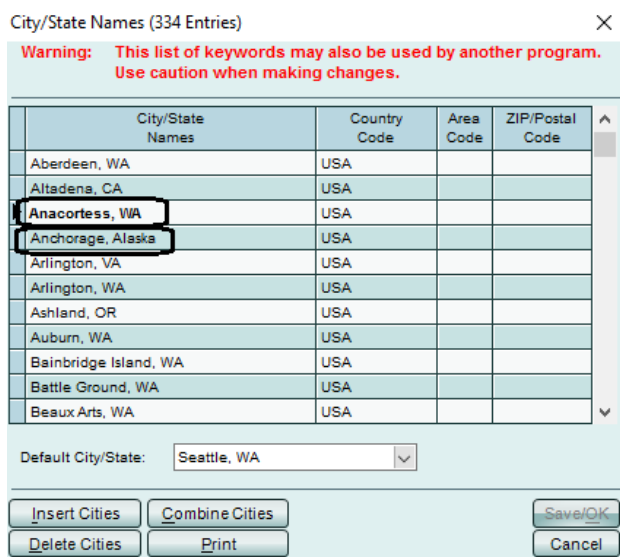 City/State Names (334 Entries)
Warning: This list of keywords may also be used by another program.
Use caution when making changes.
City/State Names Country Code Area Code ZIP/Postal Code
Aberdeen, WA USA
Altadena, CA USA
Anacortess, WA USA
Anchorage, Alaska USA
Arlington, VA USA
Arlington, WA USA
Ashland, OR USA
Auburn, WA USA
Bainbridge Island, WA USA
Battle Ground, WA USA
Beaux Arts, WA USA
Default City/State: Seattle, WA
Insert Cities Combine Cities Save/OK
Delete Cities Print Cancel